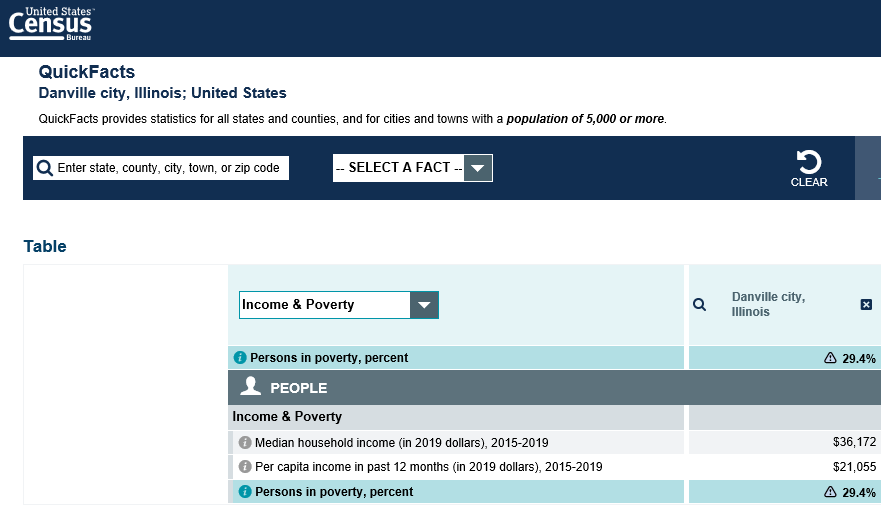 United States™
Census
Bureau
QuickFacts
Danville city, Illinois; United States
QuickFacts provides statistics for all states and counties, and for cities and towns with a population of 5,000 or more.
Enter state, county, city, town, or zip code
-- SELECT A FACT --
CLEAR
Table
Income & Poverty
Danville city,
Illinois
Persons in poverty, percent 29.4%
PEOPLE
Income & Poverty
Median household income (in 2019 dollars), 2015-2019 $36,172
Per capita income in past 12 months (in 2019 dollars), 2015-2019 $21,055
Persons in poverty, percent 29.4%